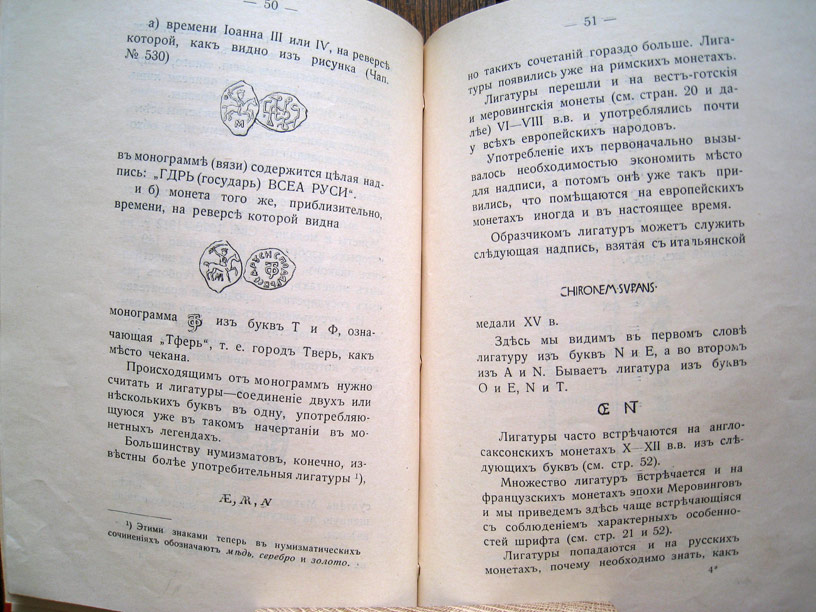 — 50 —
а) времени Іоанна III или IV, на реверсѣ
которой, какъ видно изъ рисунка (Чап.
№ 530)
М
въ монограммѣ (вязи) содержится цѣлая над-
пись: „ГДРЬ (государь) ВСЕА РУСИ“.
и б) монета того же, приблизительно,
времени, на реверсѣ которой видна
монограмма изъ буквъ Т и Ф, озна-
чающая „Тферь“, т. е. городъ Тверь, какъ
мѣсто чекана.
Происходящимъ отъ монограммъ нужно
считать и лигатуры—соединеніе двухъ или
нѣсколькихъ буквъ въ одну, употребляю-
щуюся уже въ такомъ начертаніи въ мо-
нетныхъ легендахъ.
Большинству нумизматовъ, конечно, из-
вѣстны болѣе употребительныя лигатуры ¹),
Æ, AR, N
¹) Этими знаками теперь въ нумизматическихъ
сочиненіяхъ обозначаютъ мѣдь, серебро и золото.
— 51 —
но такихъ сочетаній гораздо больше. Лига-
туры появились уже на римскихъ монетахъ.
Лигатуры перешли и на вестъ-готскія
и меровингскія монеты (см. стран. 20 и да-
лѣе) VI—VIII в.в. и употреблялись почти
у всѣхъ европейскихъ народовъ.
Употребленіе ихъ первоначально вызы-
валось необходимостью экономить мѣсто
для надписи, а потомъ онѣ уже такъ при-
вились, что помѣщаются на европейскихъ
монетахъ иногда и въ настоящее время.
Образчикомъ лигатуръ можетъ служить
слѣдующая надпись, взятая съ итальянской
CHIRONEM·SVPANS·
медали XV в.
Здѣсь мы видимъ въ первомъ словѣ
лигатуру изъ буквъ N и E, а во второмъ
изъ A и N. Бываетъ лигатура изъ буквъ
O и E, N и T.
Œ NT
Лигатуры часто встрѣчаются на англо-
саксонскихъ монетахъ X—XII в.в. изъ слѣ-
дующихъ буквъ (см. стр. 52).
Множество лигатуръ встрѣчается и на
французскихъ монетахъ эпохи Меровинговъ
и мы приведемъ здѣсь чаще встрѣчающіяся
съ соблюденіемъ характерныхъ особенно-
стей шрифта (см. стр. 21 и 52).
Лигатуры попадаются и на русскихъ
монетахъ, почему необходимо знать, какъ
4*